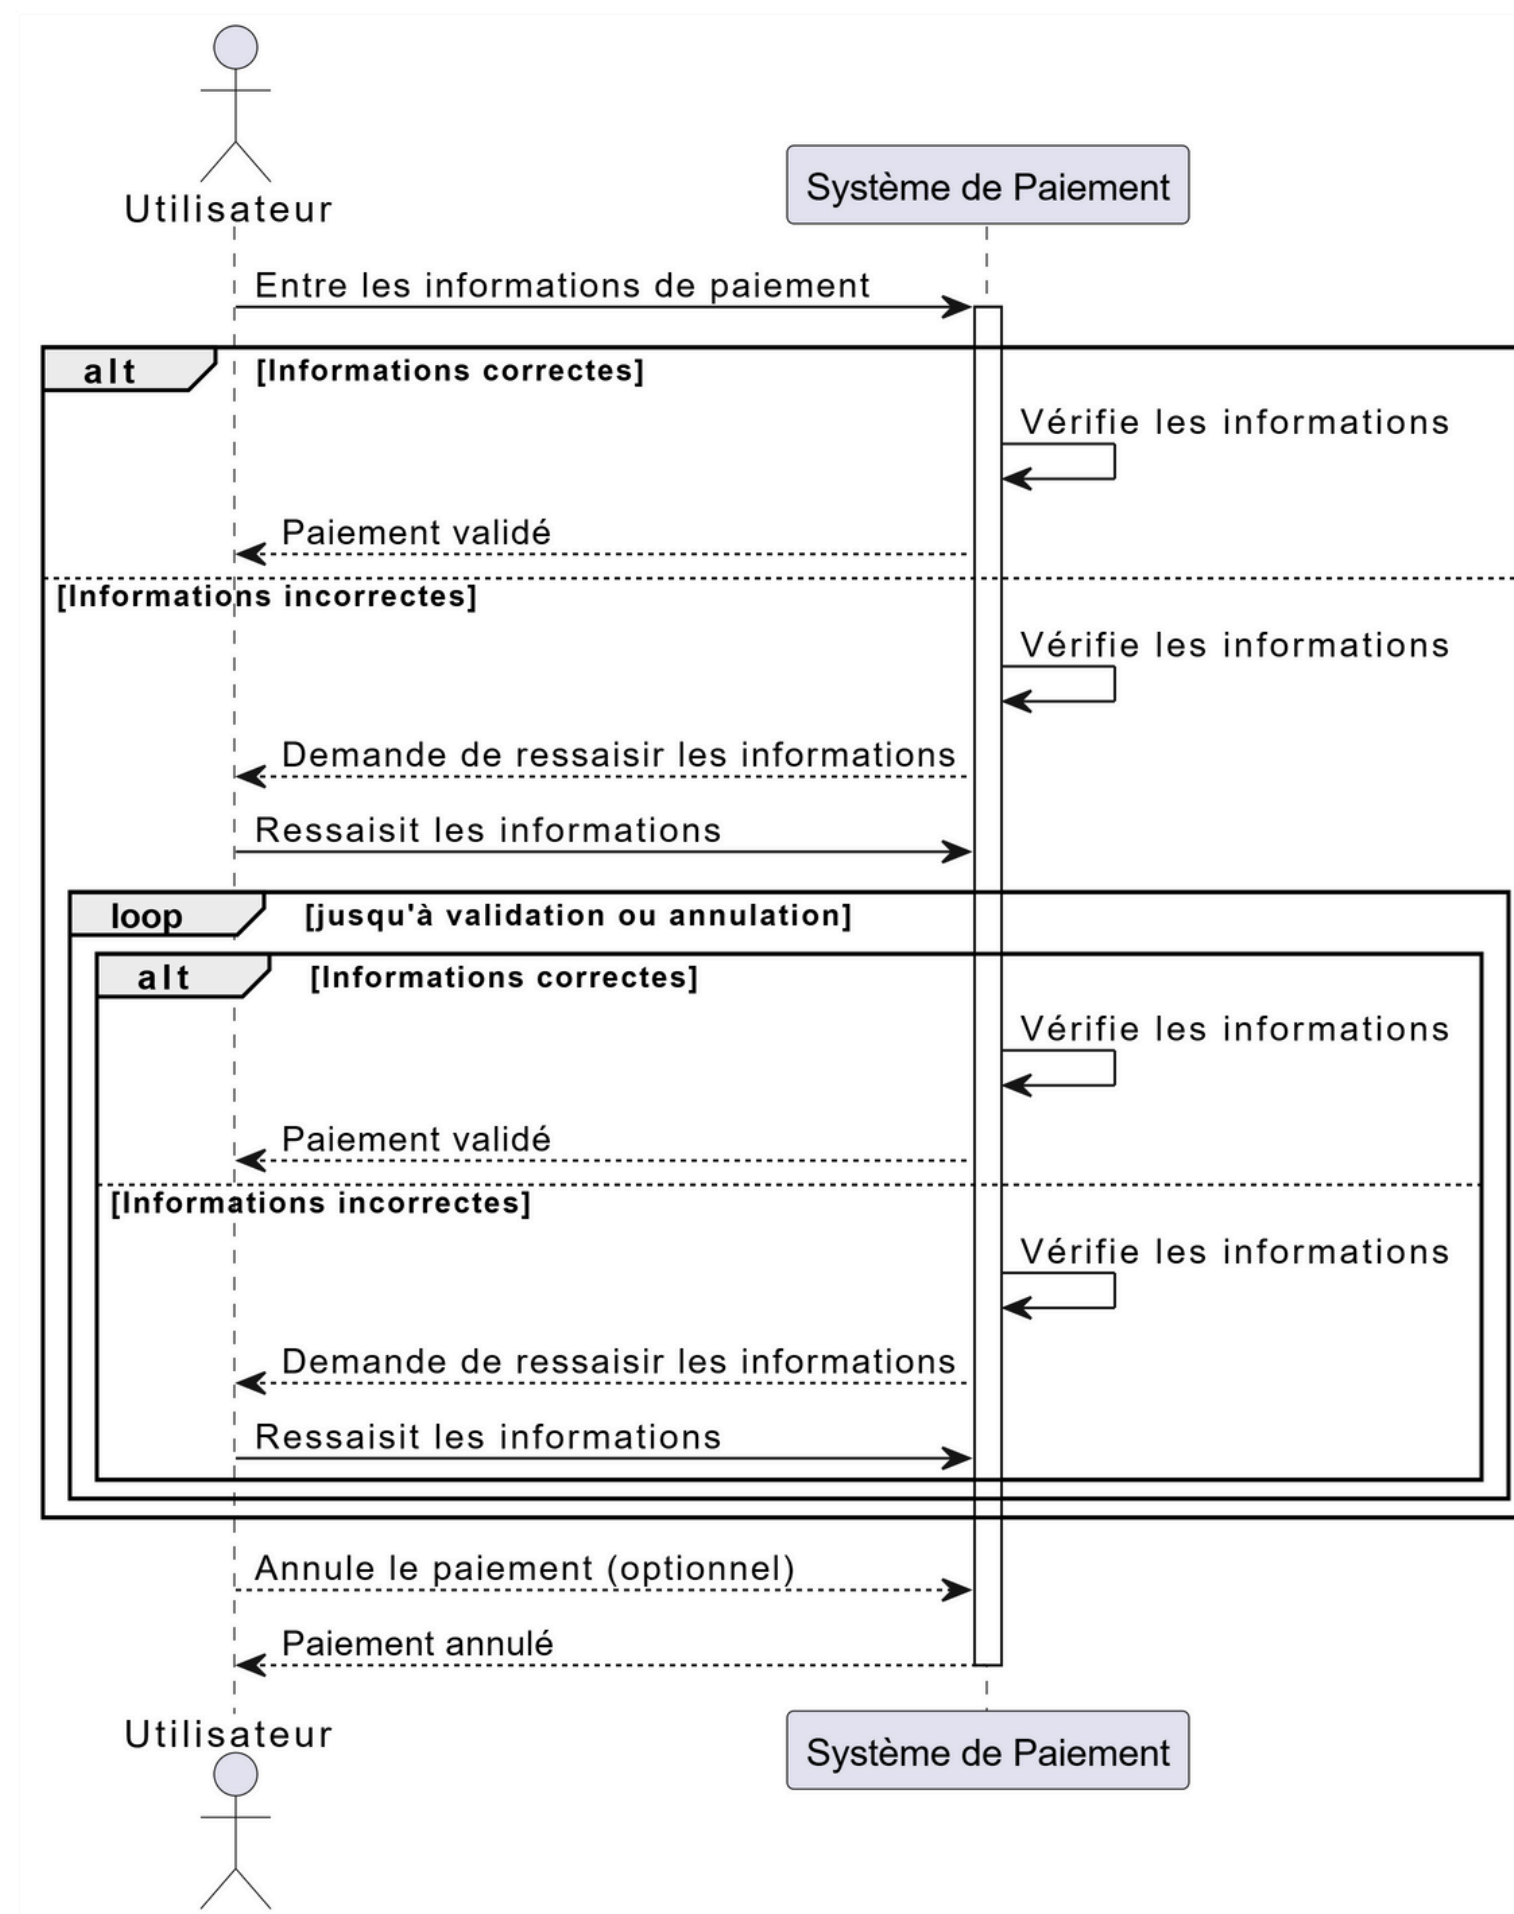 Utilisateur
Système de Paiement
Entre les informations de paiement
alt [Informations correctes]
Vérifie les informations
Paiement validé
[Informations incorrectes]
Vérifie les informations
Demande de ressaisir les informations
Ressaisit les informations
loop [jusqu'à validation ou annulation]
alt [Informations correctes]
Vérifie les informations
Paiement validé
[Informations incorrectes]
Vérifie les informations
Demande de ressaisir les informations
Ressaisit les informations
Annule le paiement (optionnel)
Paiement annulé
Utilisateur
Système de Paiement